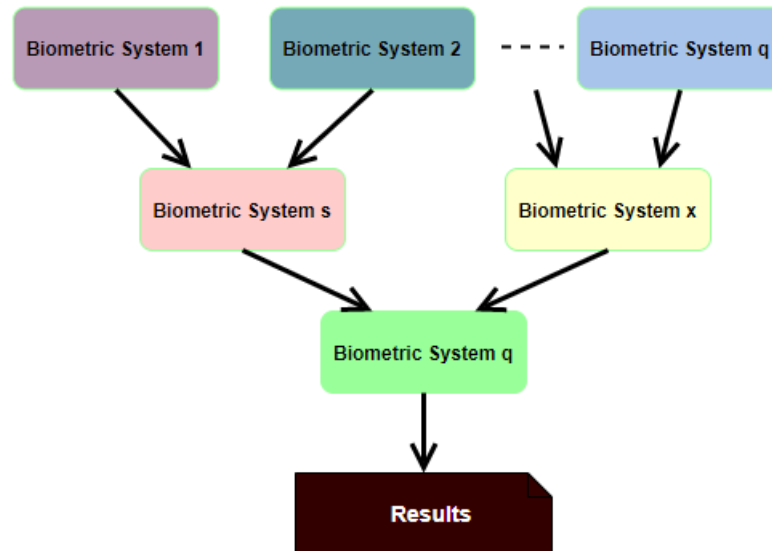 Biometric System 1
Biometric System 2
Biometric System q
Biometric System s
Biometric System x
Biometric System q
Results